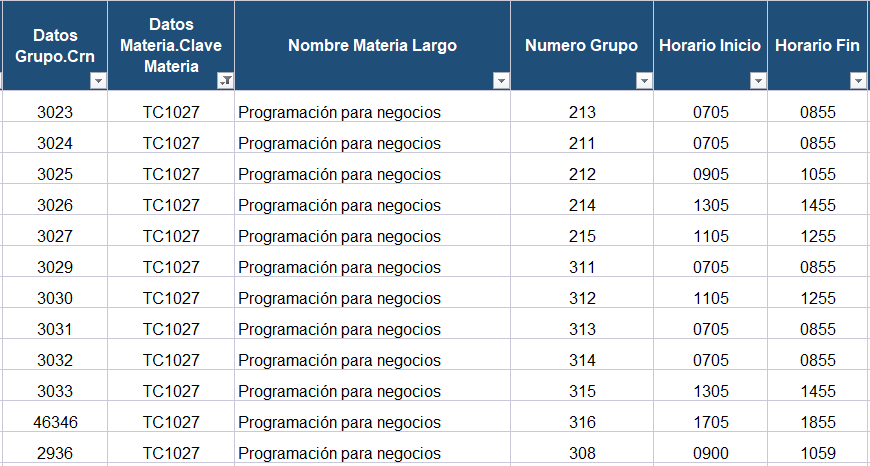 Datos Grupo.Crn Datos Materia.Clave Materia Nombre Materia Largo Numero Grupo Horario Inicio Horario Fin
3023 TC1027 Programación para negocios 213 0705 0855
3024 TC1027 Programación para negocios 211 0705 0855
3025 TC1027 Programación para negocios 212 0905 1055
3026 TC1027 Programación para negocios 214 1305 1455
3027 TC1027 Programación para negocios 215 1105 1255
3029 TC1027 Programación para negocios 311 0705 0855
3030 TC1027 Programación para negocios 312 1105 1255
3031 TC1027 Programación para negocios 313 0705 0855
3032 TC1027 Programación para negocios 314 0705 0855
3033 TC1027 Programación para negocios 315 1305 1455
46346 TC1027 Programación para negocios 316 1705 1855
2936 TC1027 Programación para negocios 308 0900 1059